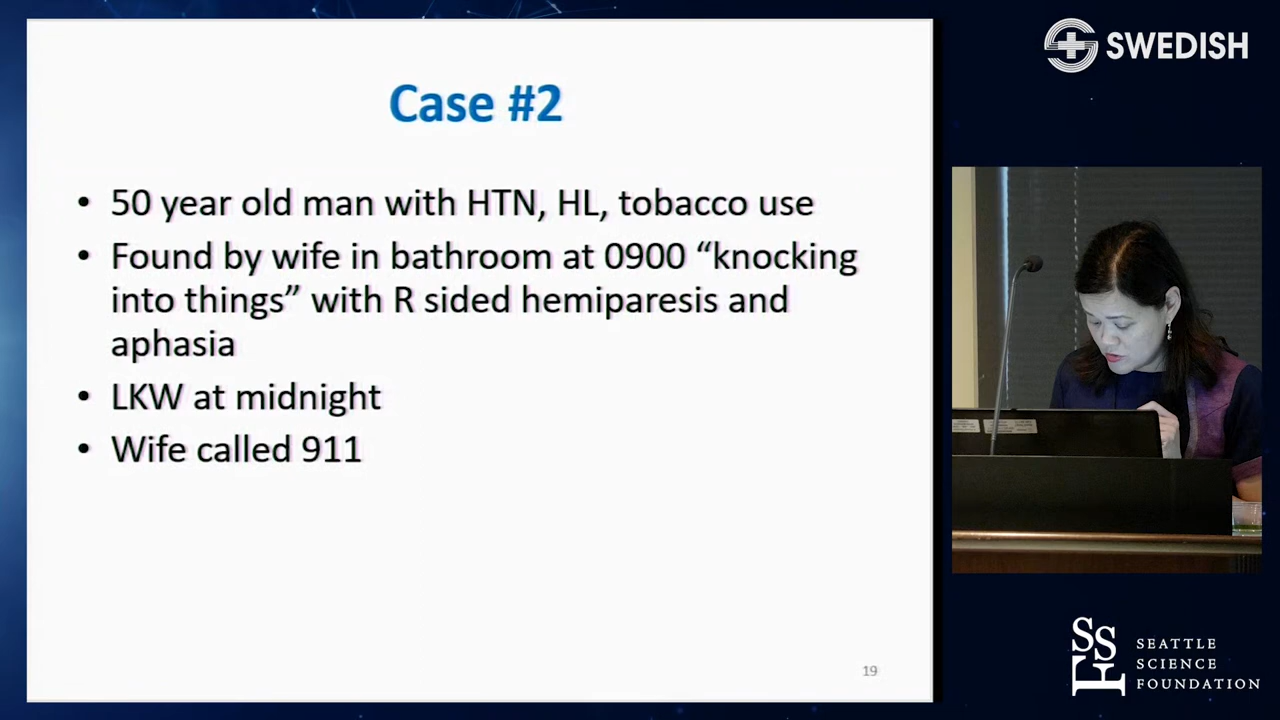 Case #2
• 50 year old man with HTN, HL, tobacco use
• Found by wife in bathroom at 0900 “knocking
into things” with R sided hemiparesis and
aphasia
• LKW at midnight
• Wife called 911
19
SWEDISH
SSF
SEATTLE
SCIENCE
FOUNDATION